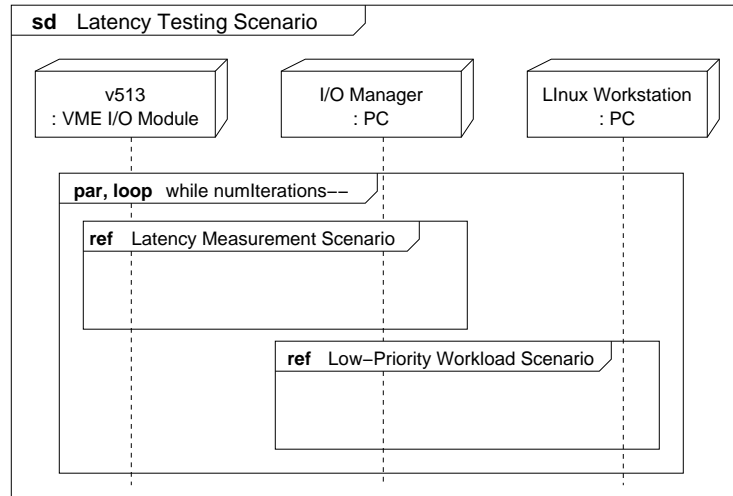 sd Latency Testing Scenario
v513
: VME I/O Module
I/O Manager
: PC
LInux Workstation
: PC
par, loop while numIterations−−
ref Latency Measurement Scenario
ref Low−Priority Workload Scenario